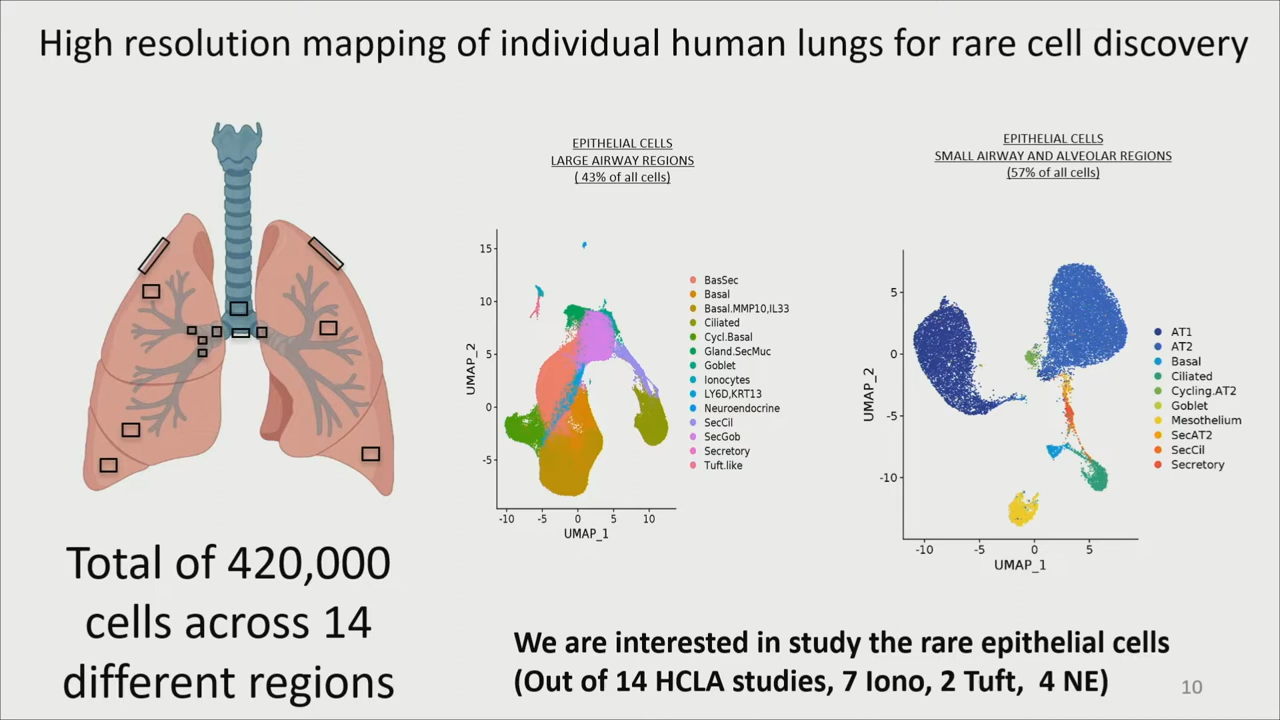 High resolution mapping of individual human lungs for rare cell discovery
EPITHELIAL CELLS
LARGE AIRWAY REGIONS
( 43% of all cells)
EPITHELIAL CELLS
SMALL AIRWAY AND ALVEOLAR REGIONS
(57% of all cells)
15
10
5
0
-5
UMAP_2
-10
-5
0
5
10
UMAP_1
BasSec
Basal
Basal.MMP10,IL33
Ciliated
Cycl.Basal
Gland.SecMuc
Goblet
Ionocytes
LY6D,KRT13
Neuroendocrine
SecCil
SecGob
Secretory
Tuft.like
5
0
-5
-10
UMAP_2
-10
-5
0
5
UMAP_1
AT1
AT2
Basal
Ciliated
Cycling.AT2
Goblet
Mesothelium
SecAT2
SecCil
Secretory
Total of 420,000
cells across 14
different regions
We are interested in study the rare epithelial cells
(Out of 14 HCLA studies, 7 Iono, 2 Tuft,  4 NE)
10